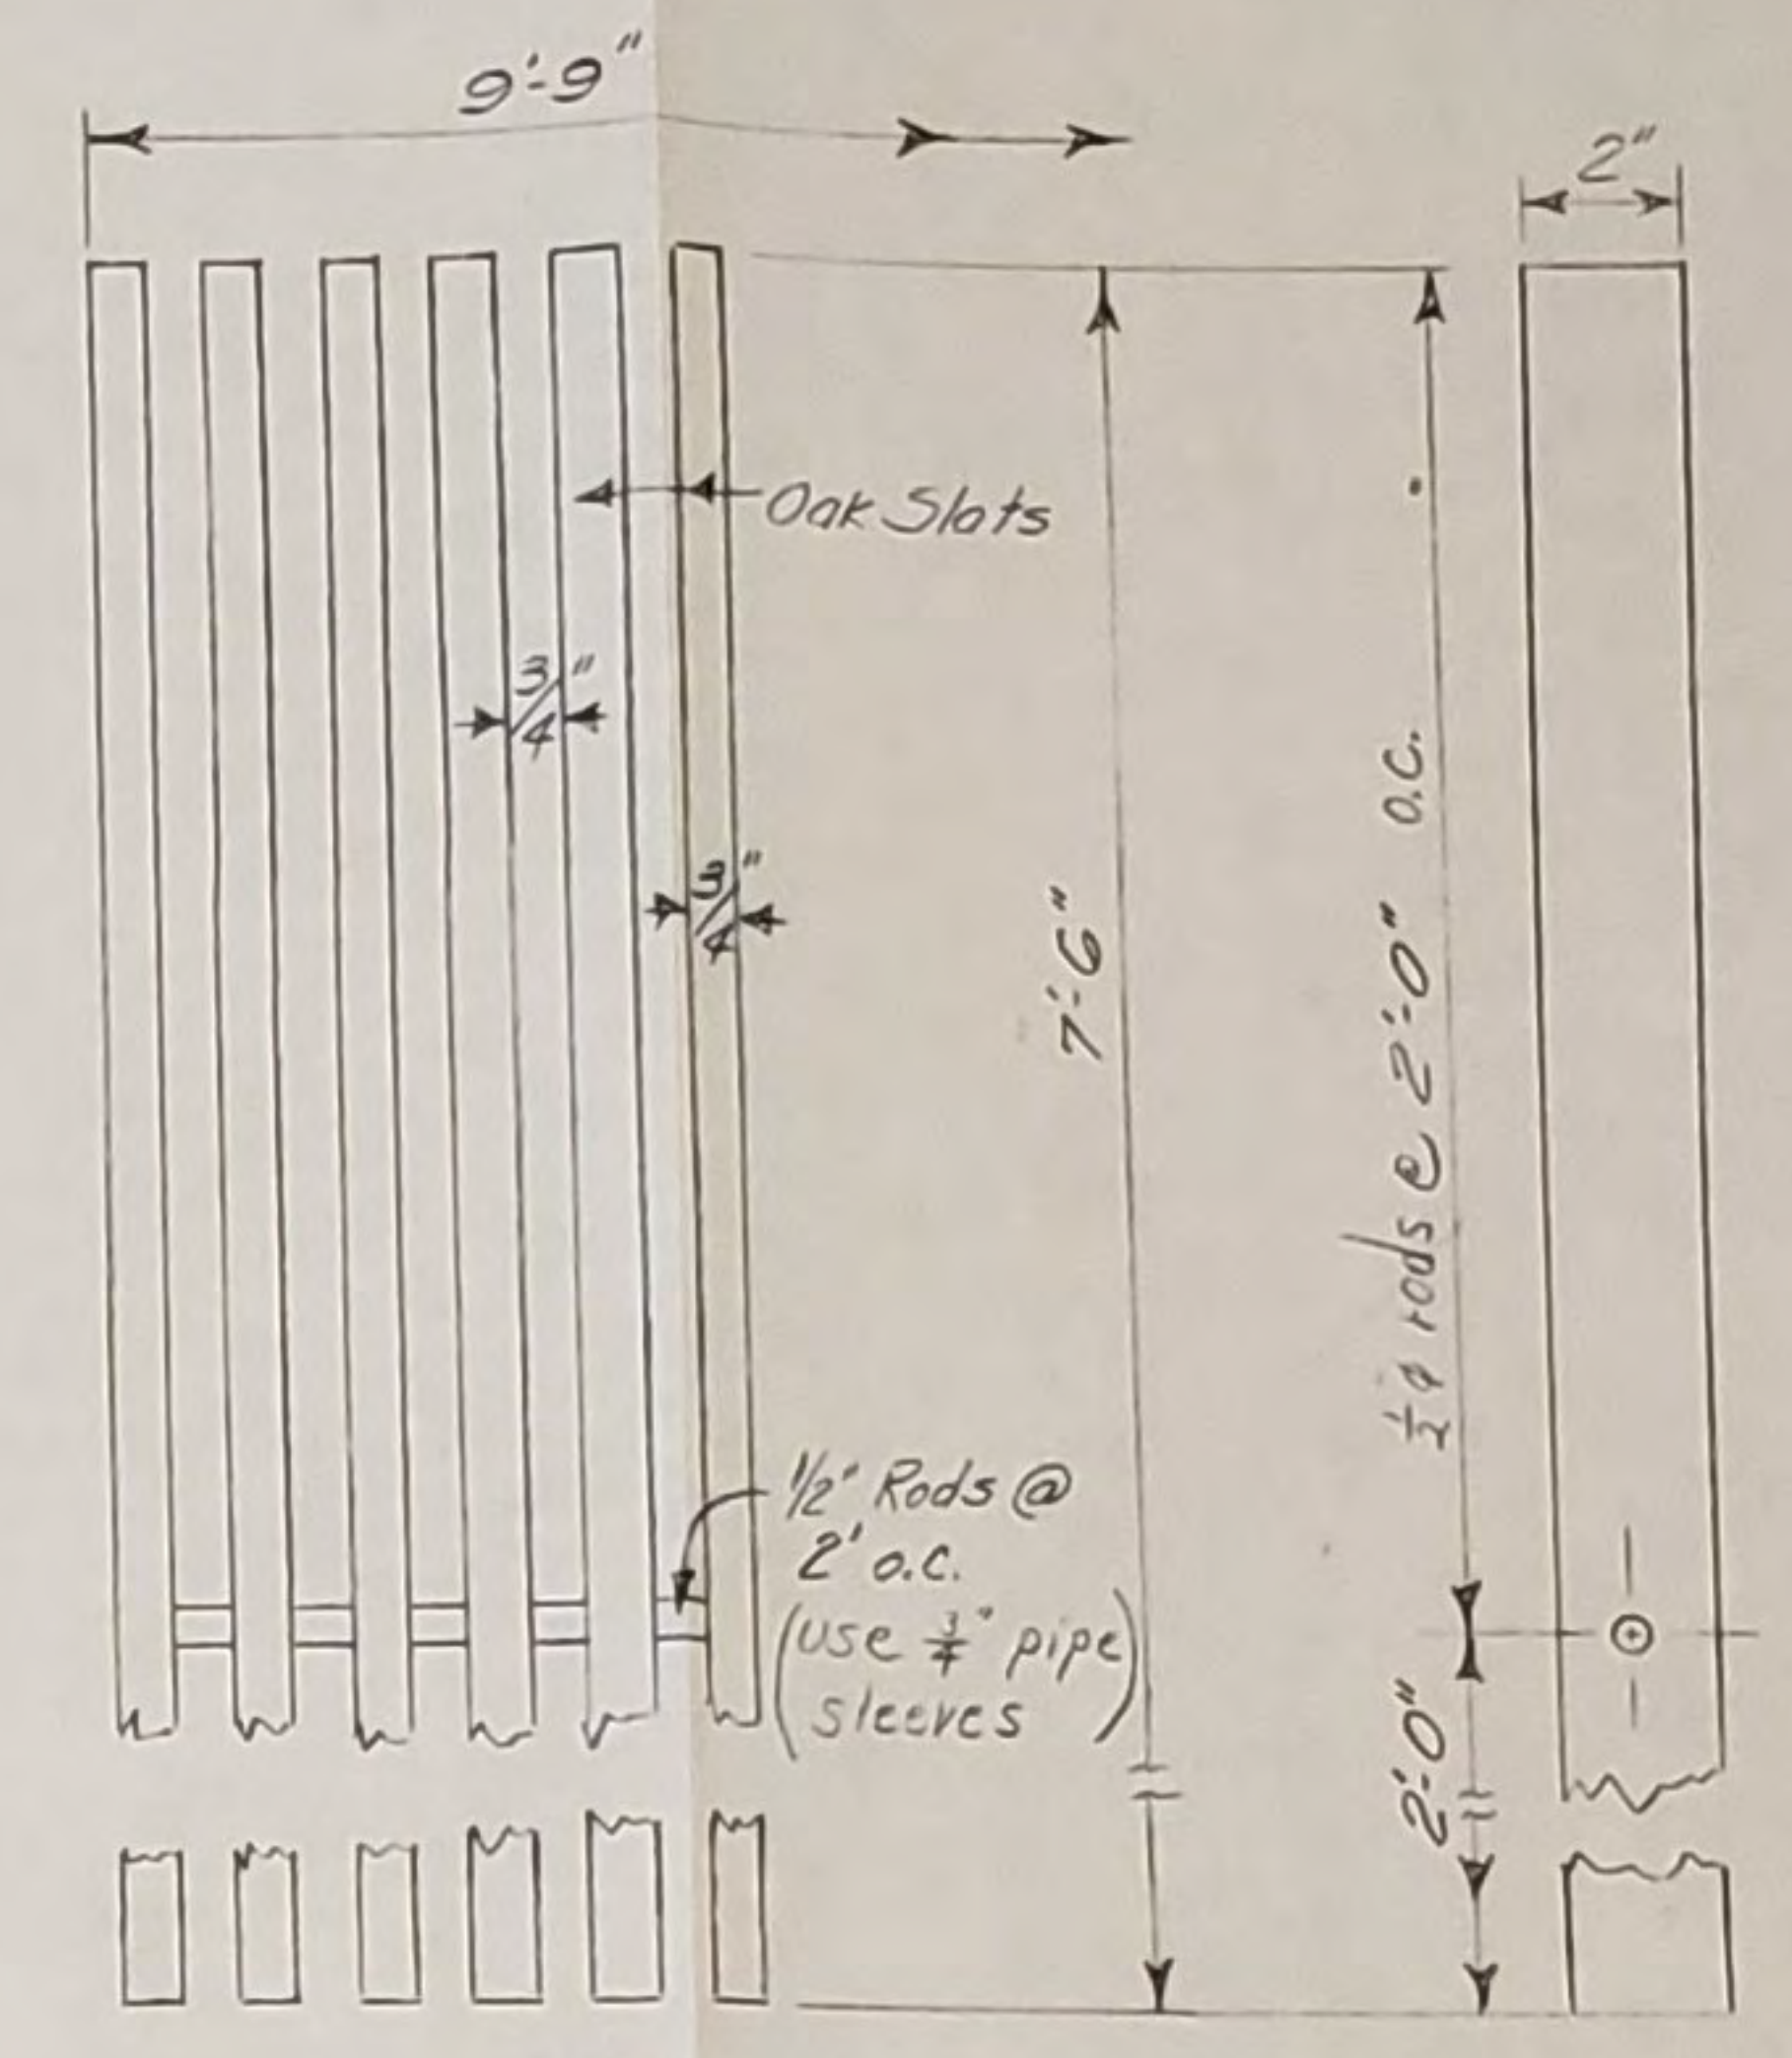 9'-9"
2"
Oak Slats
3/4"
3/4"
7'-6"
½ φ rods @ 2'-0" O.C.
1/2" Rods @
2' o.c.
(use ¾" pipe
sleeves)
2'-0"